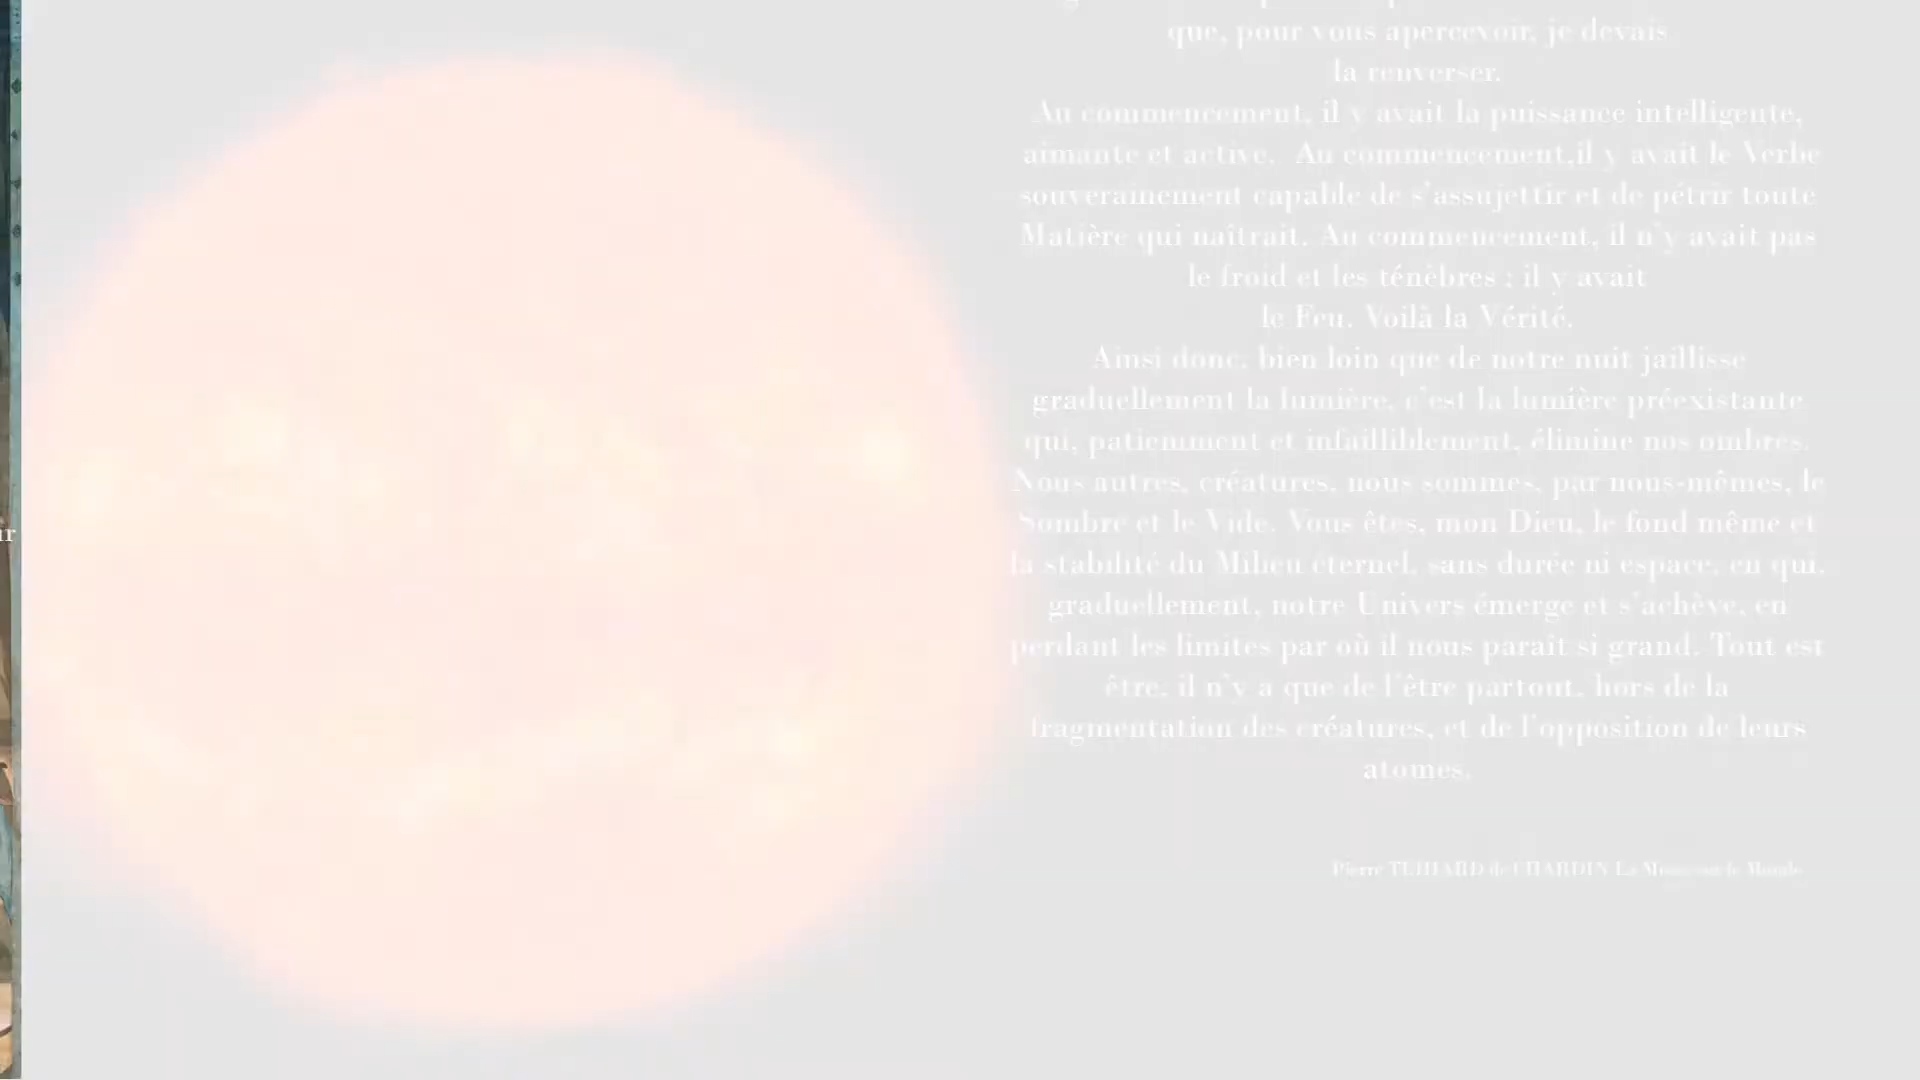 que, pour vous apercevoir, je devais
la renverser.
Au commencement, il y avait la puissance intelligente,
aimante et active. Au commencement,il y avait le Verbe
souverainement capable de s'assujettir et de pétrir toute
Matière qui naîtrait. Au commencement, il n'y avait pas
le froid et les ténèbres ; il y avait
le Feu. Voilà la Vérité.
Ainsi donc, bien loin que de notre nuit jaillisse
graduellement la lumière, c'est la lumière préexistante
qui, patiemment et infailliblement, élimine nos ombres.
Nous autres, créatures, nous sommes, par nous-mêmes, le
Sombre et le Vide. Vous êtes, mon Dieu, le fond même et
la stabilité du Milieu éternel, sans durée ni espace, en qui,
graduellement, notre Univers émerge et s'achève, en
perdant les limites par où il nous paraît si grand. Tout est
être, il n'y a que de l'être partout, hors de la
fragmentation des créatures, et de l'opposition de leurs
atomes.
Pierre TEILHARD de CHARDIN La Messe sur le Monde
ir